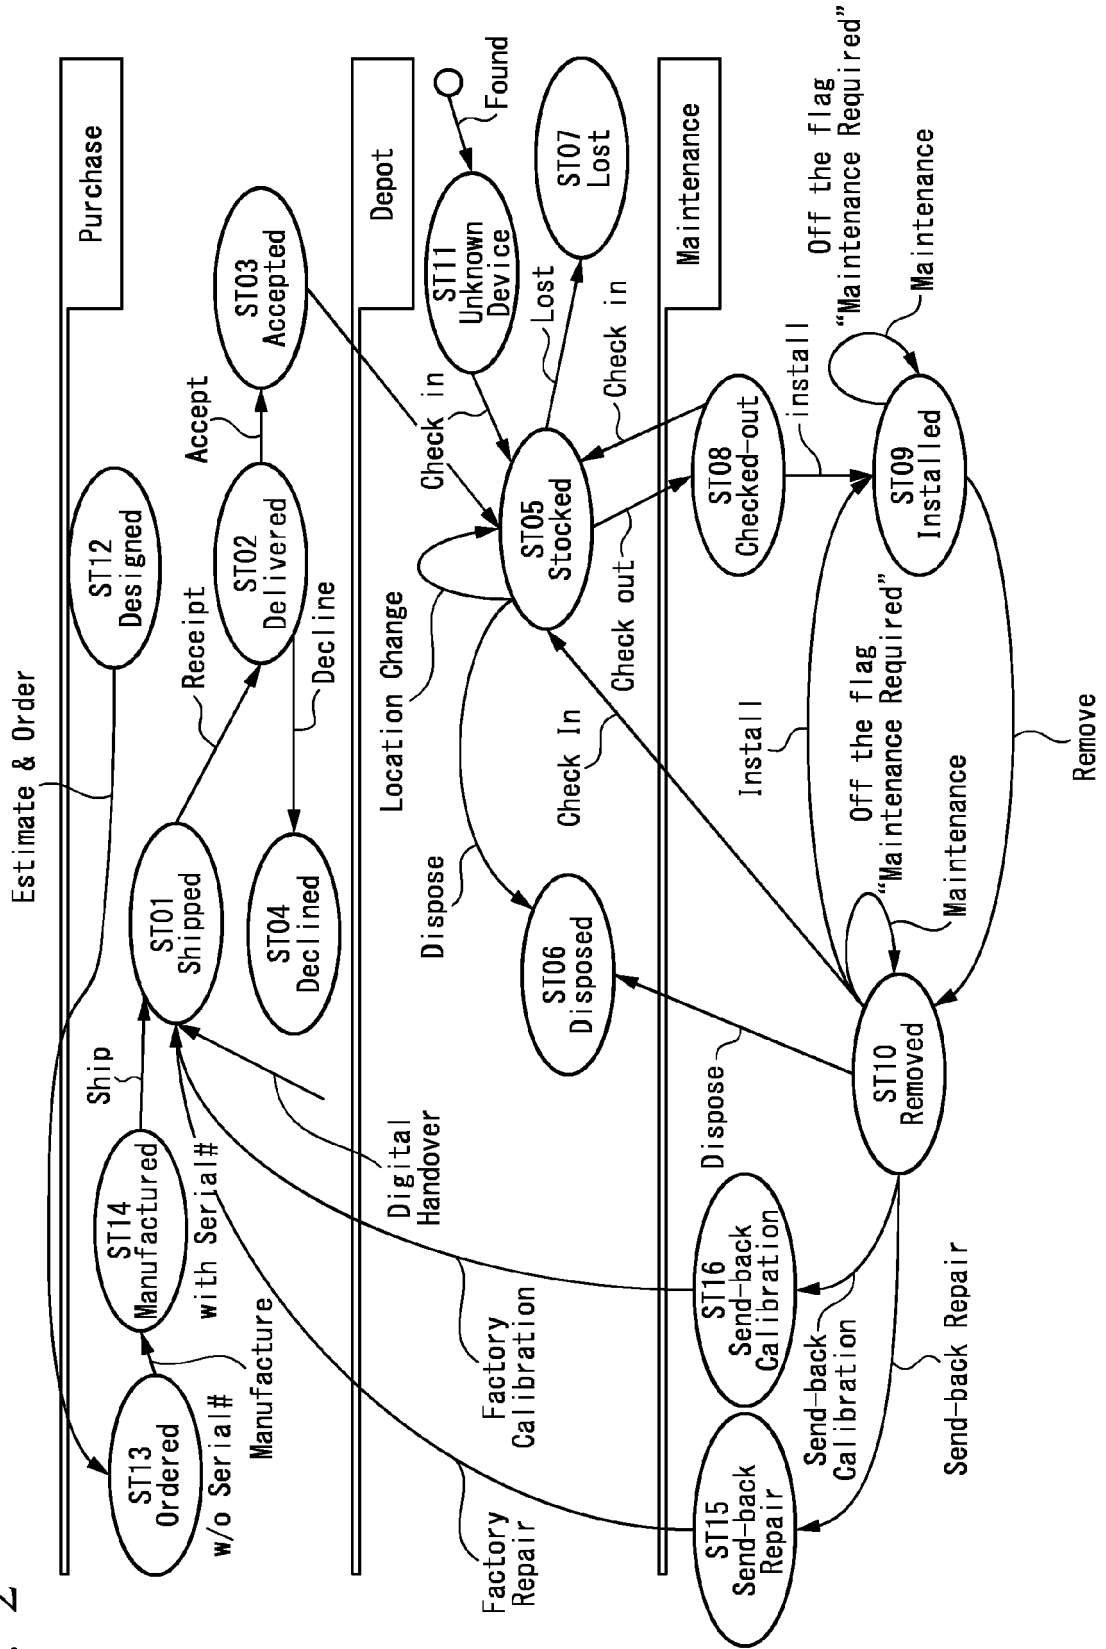 . 2
Estimate & Order
Purchase
ST12
Designed
ST14
Manufactured
with Serial#
ST13
Ordered
w/o Serial#
Manufacture
Ship
ST01
Shipped
Receipt
ST02
Delivered
Accept
ST03
Accepted
Decline
ST04
Declined
Digital
Handover
Depot
Found
ST11
Unknown
Device
Check in
Location Change
ST05
Stocked
Lost
ST07
Lost
Dispose
ST06
Disposed
Check In
Check out
Check in
Factory
Calibration
Factory
Repair
Maintenance
ST08
Checked-out
install
ST09
Installed
Off the flag
“Maintenance Required”
Maintenance
Install
Off the flag
“Maintenance Required”
Maintenance
Remove
Dispose
ST10
Removed
ST16
Send-back
Calibration
ST15
Send-back
Repair
Send-back
Calibration
Send-back Repair